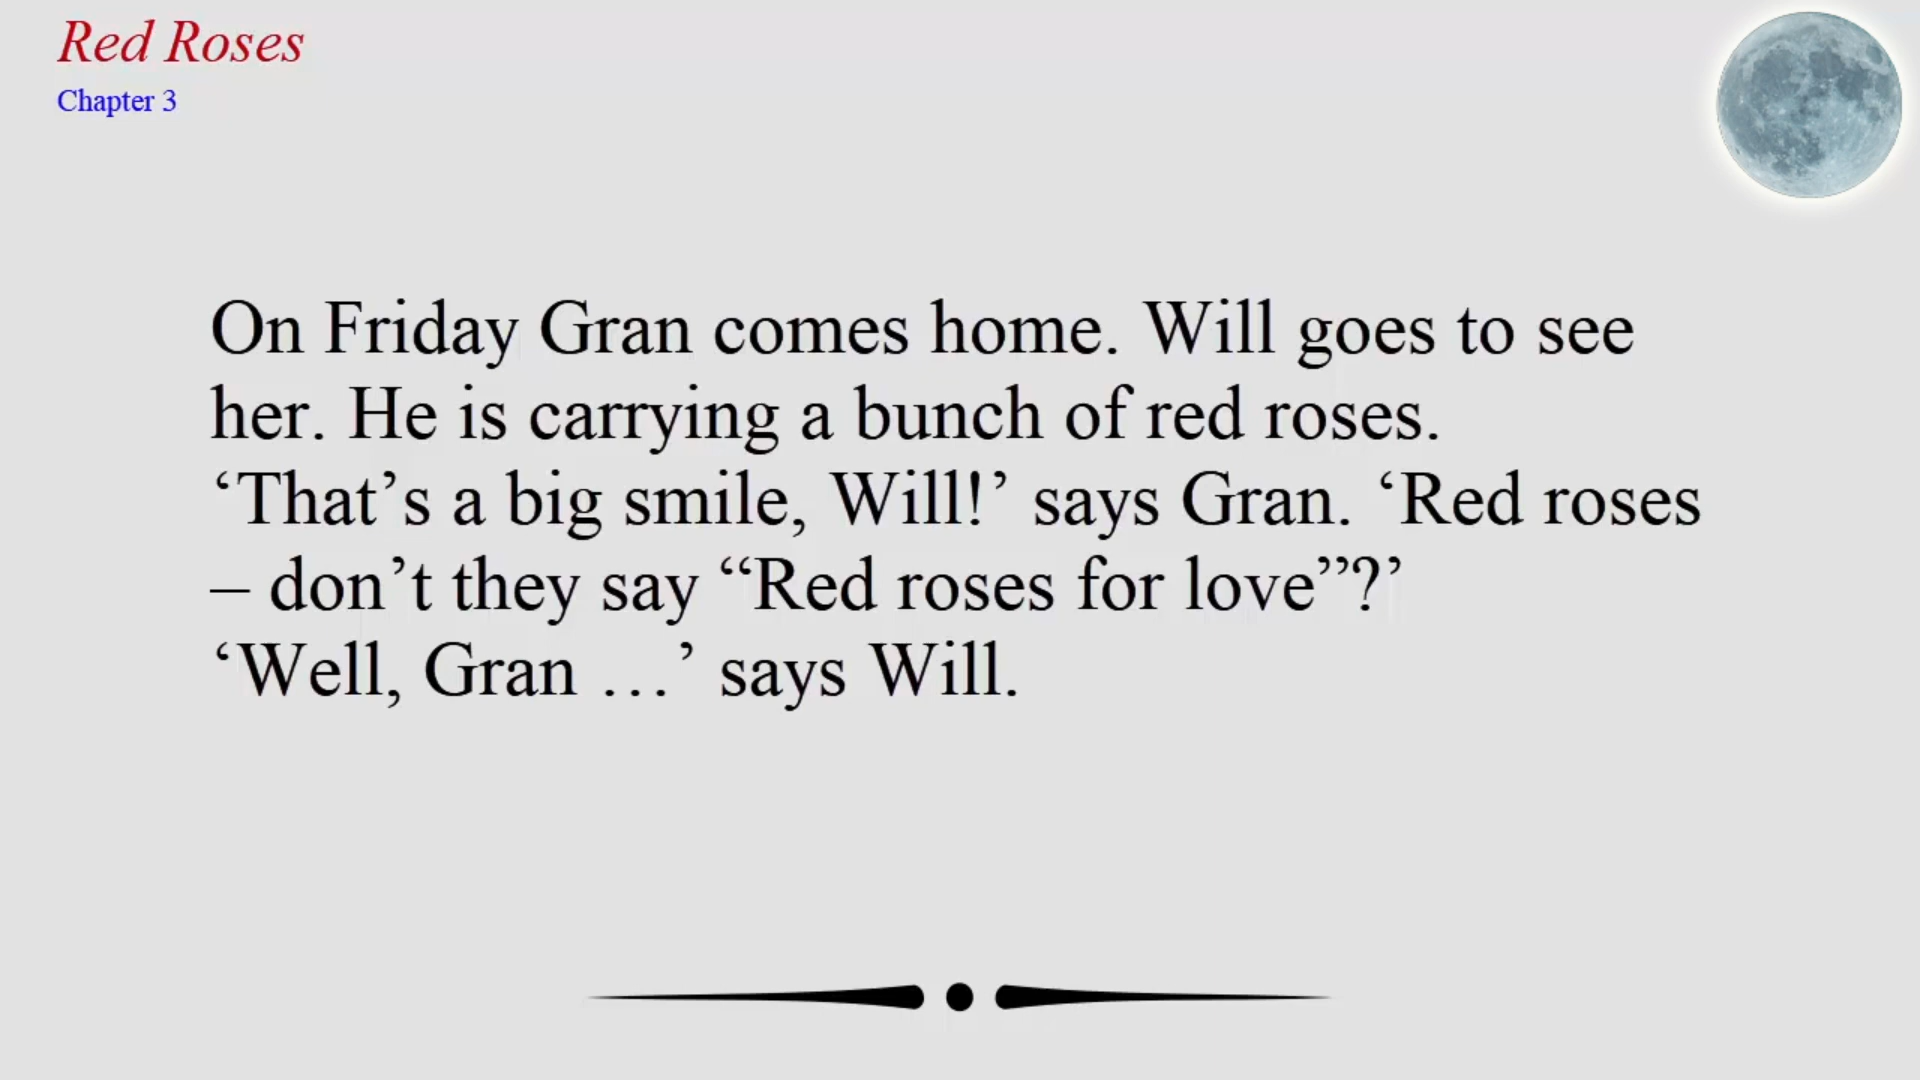 Red Roses
Chapter 3
On Friday Gran comes home. Will goes to see
her. He is carrying a bunch of red roses.
‘That’s a big smile, Will!’ says Gran. ‘Red roses
– don’t they say “Red roses for love”?’
‘Well, Gran …’ says Will.